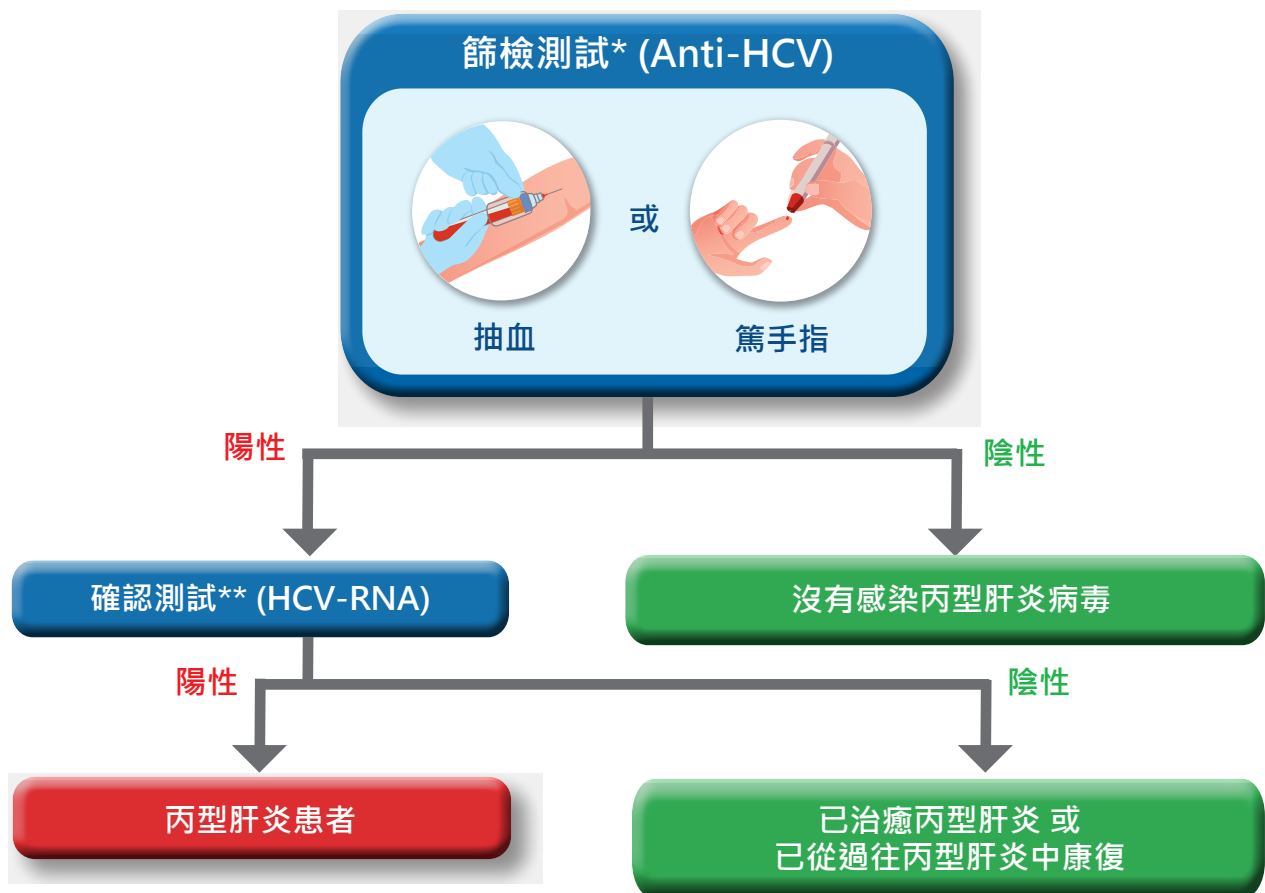 篩檢測試* (Anti-HCV)
或
抽血
篤手指
陽性
陰性
確認測試** (HCV-RNA)
沒有感染丙型肝炎病毒
陽性
陰性
丙型肝炎患者
已治癒丙型肝炎 或
已從過往丙型肝炎中康復